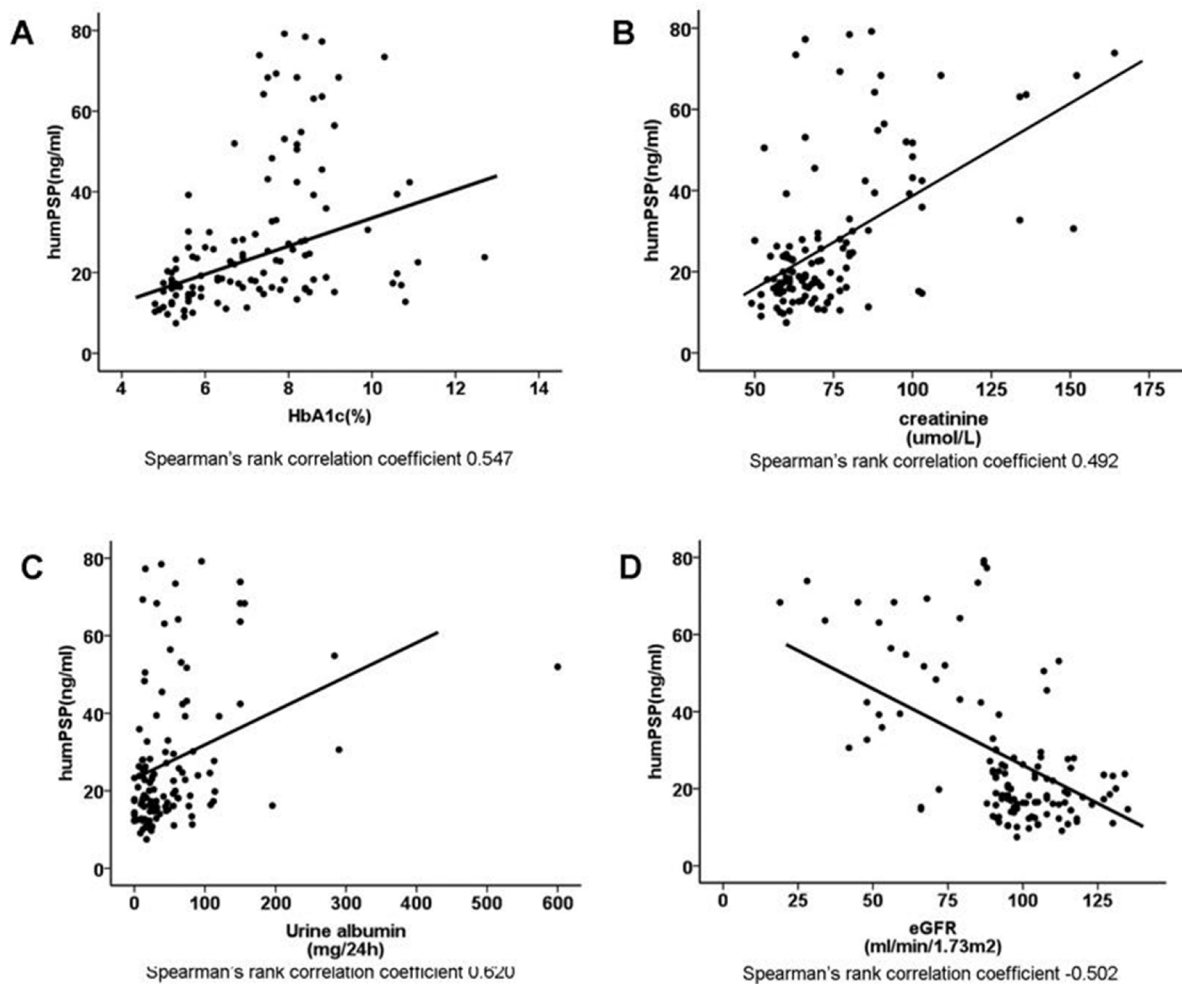 A
humPSP(ng/ml)
80
60
40
20
0
4 6 8 10 12 14
HbA1c(%)
Spearman's rank correlation coefficient 0.547
B
humPSP(ng/ml)
80
60
40
20
0
50 75 100 125 150 175
creatinine
(umol/L)
Spearman's rank correlation coefficient 0.492
C
humPSP(ng/ml)
80
60
40
20
0
0 100 200 300 400 500 600
Urine albumin
(mg/24h)
Spearman's rank correlation coefficient 0.620
D
humPSP(ng/ml)
80
60
40
20
0
0 25 50 75 100 125
eGFR
(ml/min/1.73m2)
Spearman's rank correlation coefficient -0.502